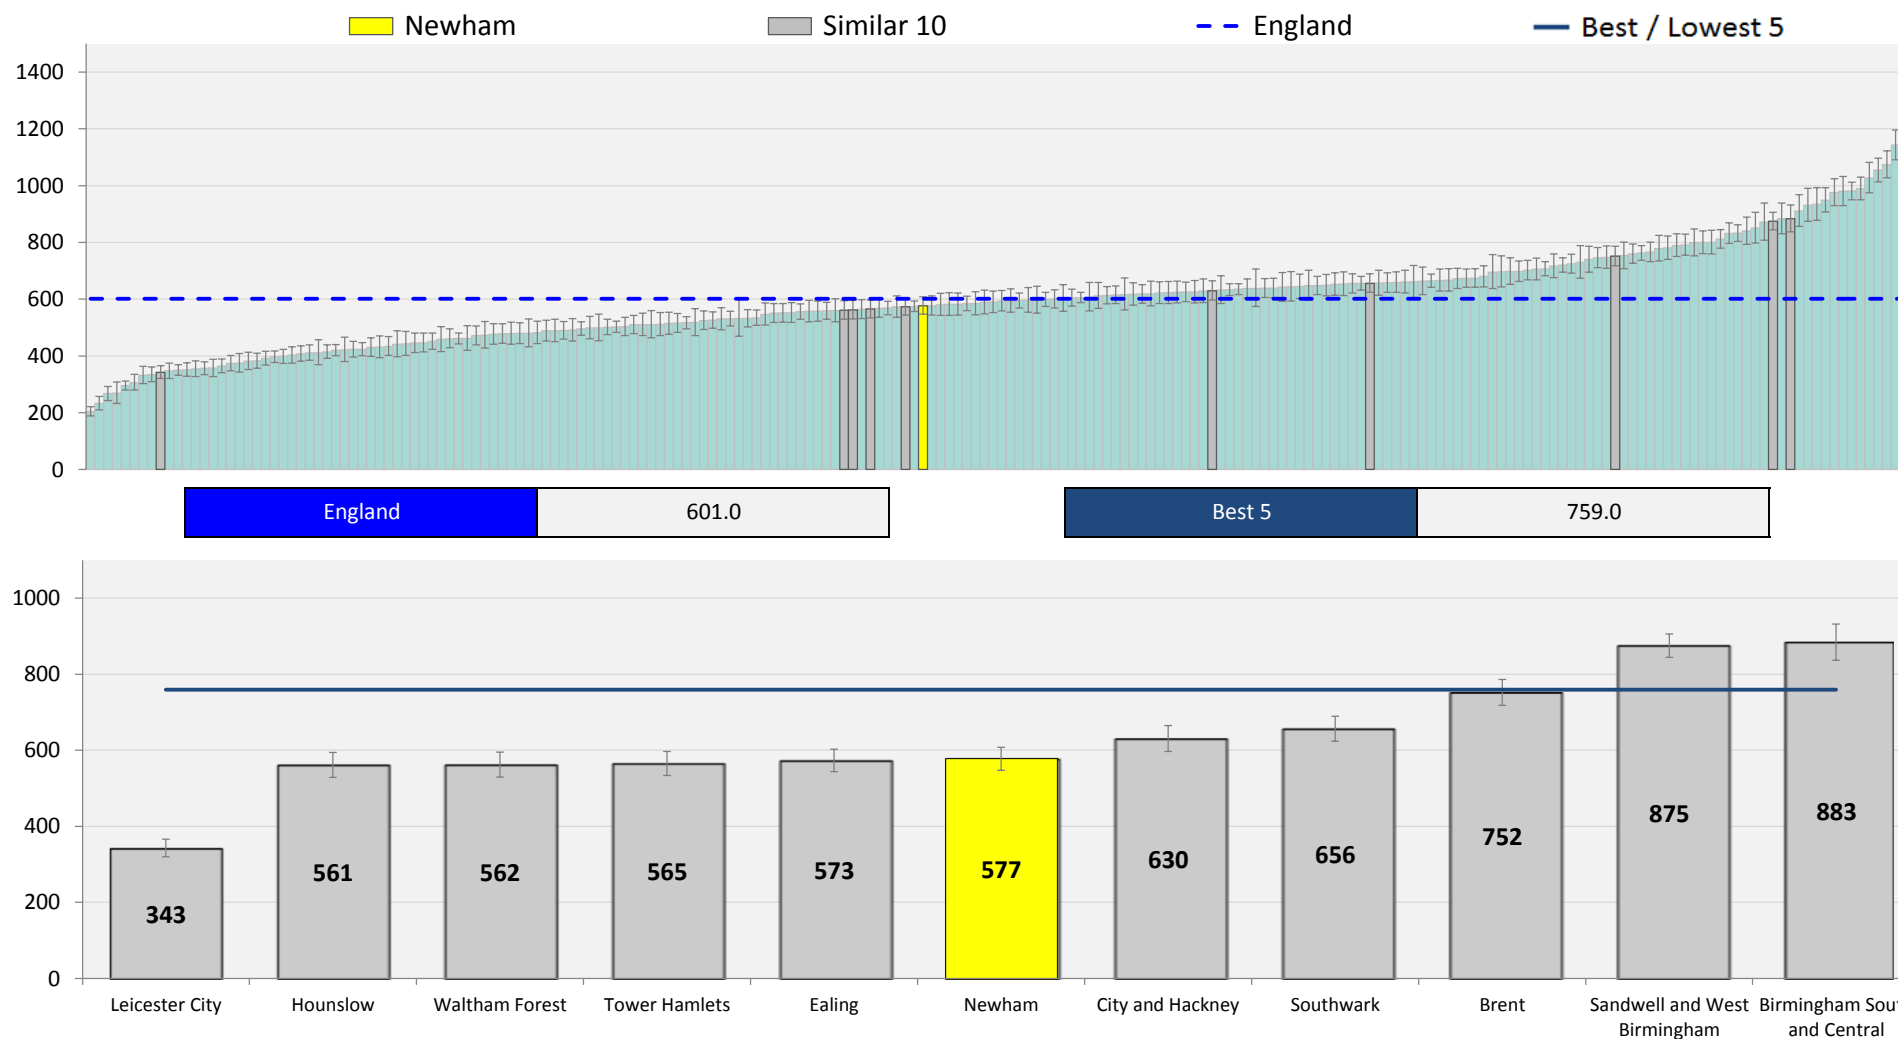 Newham
Similar 10
England
Best / Lowest 5
1400
1200
1000
800
600
400
200
0
England 601.0
Best 5 759.0
1000
800
600
400
200
0
343
561
562
565
573
577
630
656
752
875
883
Leicester City
Hounslow
Waltham Forest
Tower Hamlets
Ealing
Newham
City and Hackney
Southwark
Brent
Sandwell and West
Birmingham
Birmingham Sou
and Central